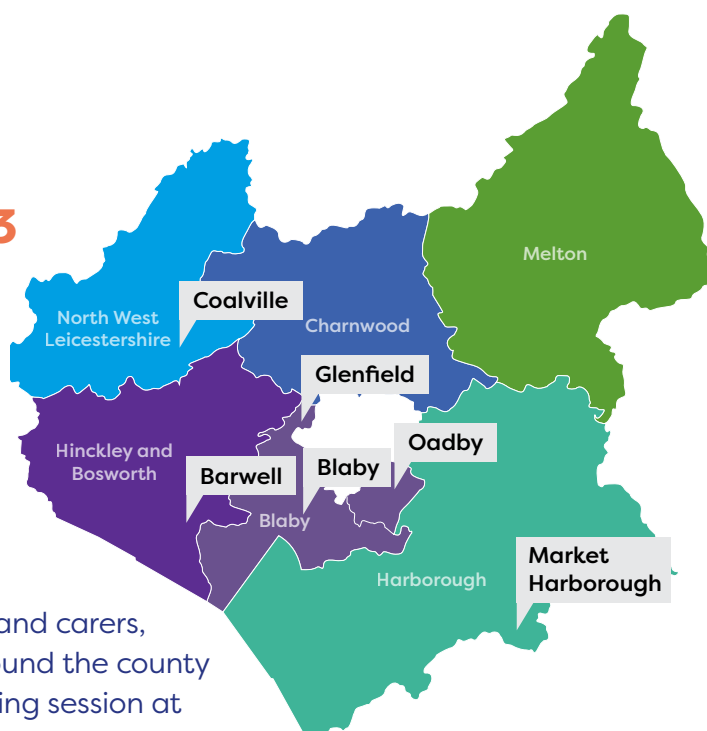 3
Melton
Coalville
North West
Leicestershire
Charnwood
Glenfield
Oadby
Hinckley and
Bosworth
Barwell
Blaby
Blaby
Market
Harborough
Harborough
and carers,
ound the county
ing session at